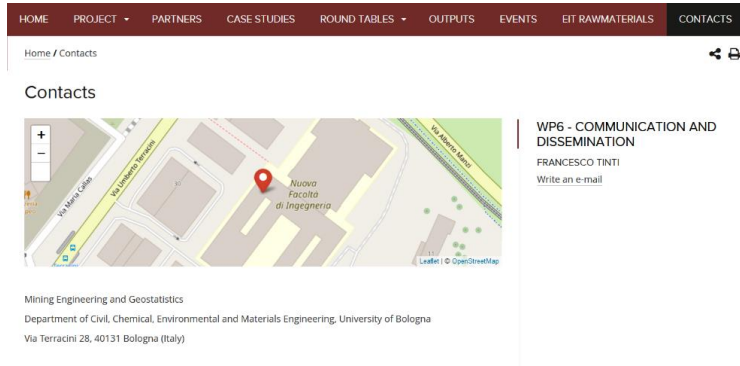 HOME PROJECT PARTNERS CASE STUDIES ROUND TABLES OUTPUTS EVENTS EIT RAWMATERIALS CONTACTS
Home / Contacts
Contacts
+
−
Via Umberto Terracini
Via Maria Callas
Via Alberto Manzi
Nuova
Facoltà
di Ingegneria
Leaflet | © OpenStreetMap
WP6 - COMMUNICATION AND
DISSEMINATION
FRANCESCO TINTI
Write an e-mail
Mining Engineering and Geostatistics
Department of Civil, Chemical, Environmental and Materials Engineering, University of Bologna
Via Terracini 28, 40131 Bologna (Italy)